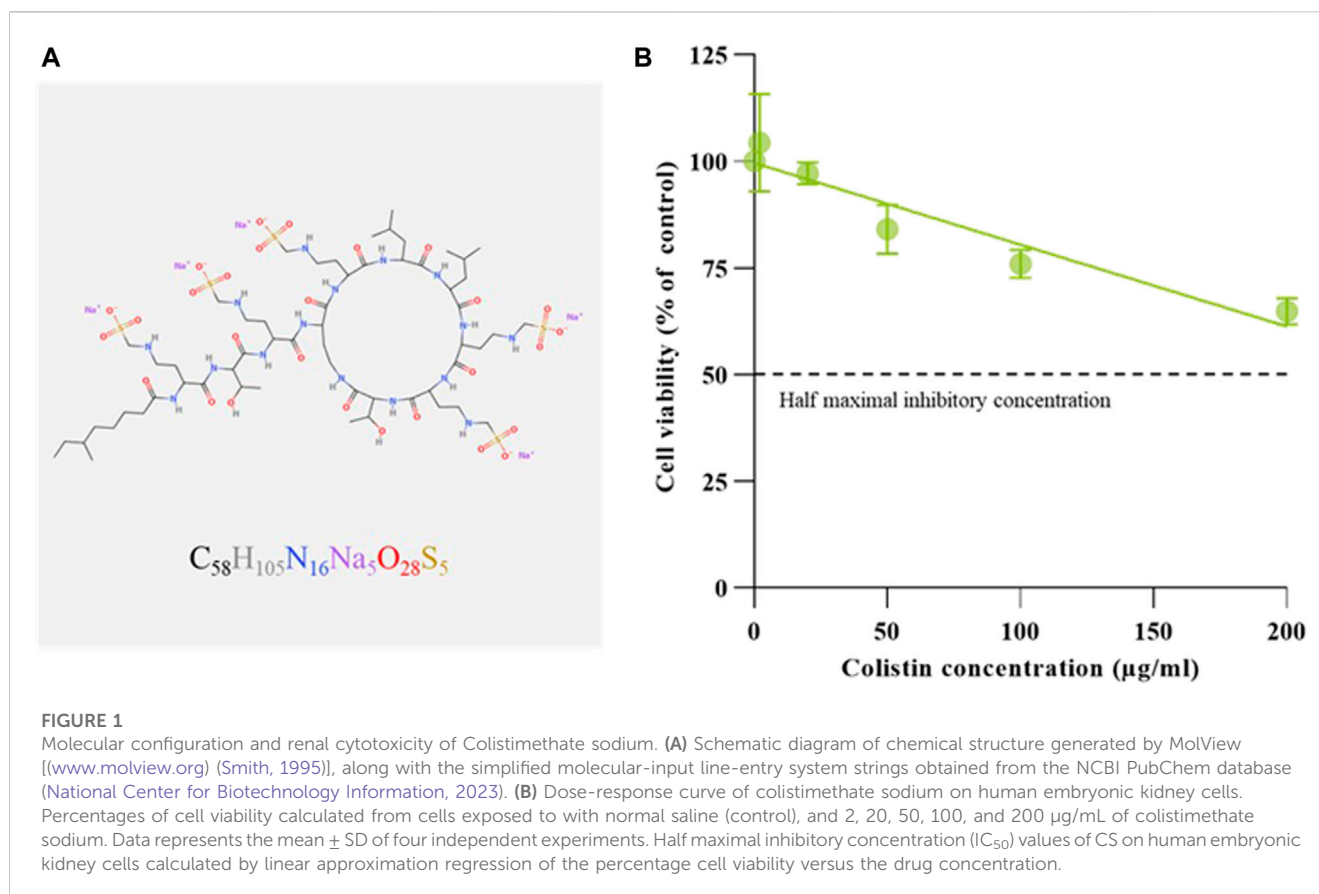 A
C58H105N16Na5O28S5
B
125
100
75
50
25
0
Cell viability (% of control)
Half maximal inhibitory concentration
0 50 100 150 200
Colistin concentration (µg/ml)
FIGURE 1
Molecular configuration and renal cytotoxicity of Colistimethate sodium. (A) Schematic diagram of chemical structure generated by MolView
[(www.molview.org) (Smith, 1995)], along with the simplified molecular-input line-entry system strings obtained from the NCBI PubChem database
(National Center for Biotechnology Information, 2023). (B) Dose-response curve of colistimethate sodium on human embryonic kidney cells.
Percentages of cell viability calculated from cells exposed to with normal saline (control), and 2, 20, 50, 100, and 200 µg/mL of colistimethate
sodium. Data represents the mean ± SD of four independent experiments. Half maximal inhibitory concentration (IC50) values of CS on human embryonic
kidney cells calculated by linear approximation regression of the percentage cell viability versus the drug concentration.